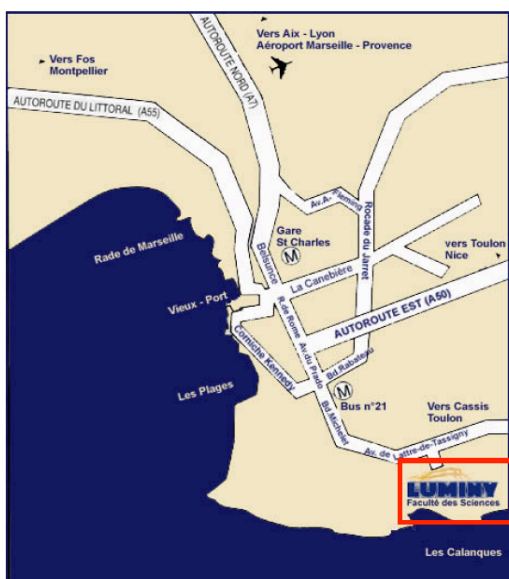 Vers Aix - Lyon
Aéroport Marseille - Provence
Vers Fos
Montpellier
AUTOROUTE NORD (A7)
AUTOROUTE DU LITTORAL (A55)
Av.A- Fleming
Rocade du Jarret
Gare
St Charles
M
Rade de Marseille
Belsunce
vers Toulon
Nice
La Canebière
Vieux - Port
R.de Rome
AUTOROUTE EST (A50)
Corniche Kennedy
Av.du Prado
Bd.Rabateau
Les Plages
M
Bus n°21
Bd.Michelet
Vers Cassis
Toulon
Av. de Lattre-de-Tassigny
LUMINY
Faculté des Sciences
Les Calanques